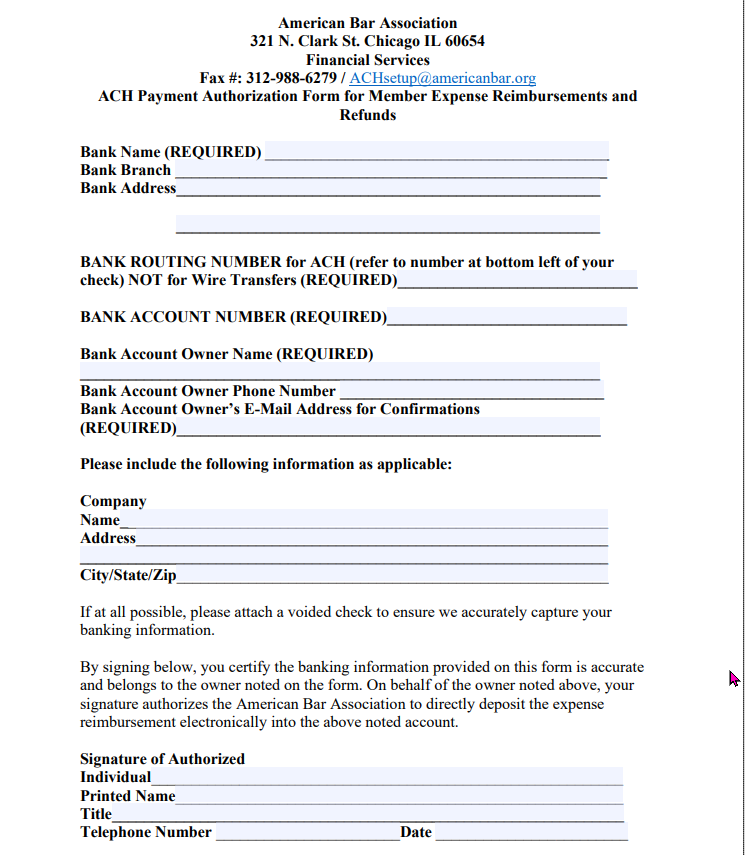 American Bar Association
321 N. Clark St. Chicago IL 60654
Financial Services
Fax #: 312-988-6279 / ACHsetup@americanbar.org
ACH Payment Authorization Form for Member Expense Reimbursements and
Refunds
Bank Name (REQUIRED)
Bank Branch
Bank Address
BANK ROUTING NUMBER for ACH (refer to number at bottom left of your
check) NOT for Wire Transfers (REQUIRED)
BANK ACCOUNT NUMBER (REQUIRED)
Bank Account Owner Name (REQUIRED)
Bank Account Owner Phone Number
Bank Account Owner’s E-Mail Address for Confirmations
(REQUIRED)
Please include the following information as applicable:
Company
Name
Address
City/State/Zip
If at all possible, please attach a voided check to ensure we accurately capture your
banking information.
By signing below, you certify the banking information provided on this form is accurate
and belongs to the owner noted on the form. On behalf of the owner noted above, your
signature authorizes the American Bar Association to directly deposit the expense
reimbursement electronically into the above noted account.
Signature of Authorized
Individual
Printed Name
Title
Telephone Number Date